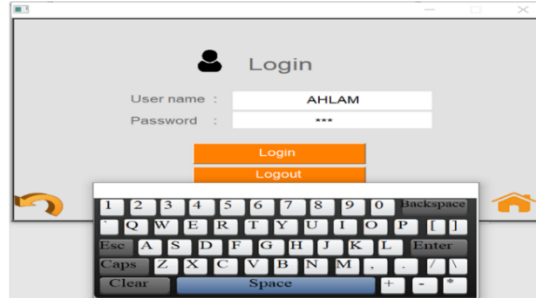 Login
User name : AHLAM
Password : ***
Login
Logout
1 2 3 4 5 6 7 8 9 0 Backspace
` Q W E R T Y U I O P [ ]
Esc A S D F G H J K L Enter
Caps Z X C V B N M , . / \
Clear Space + - *